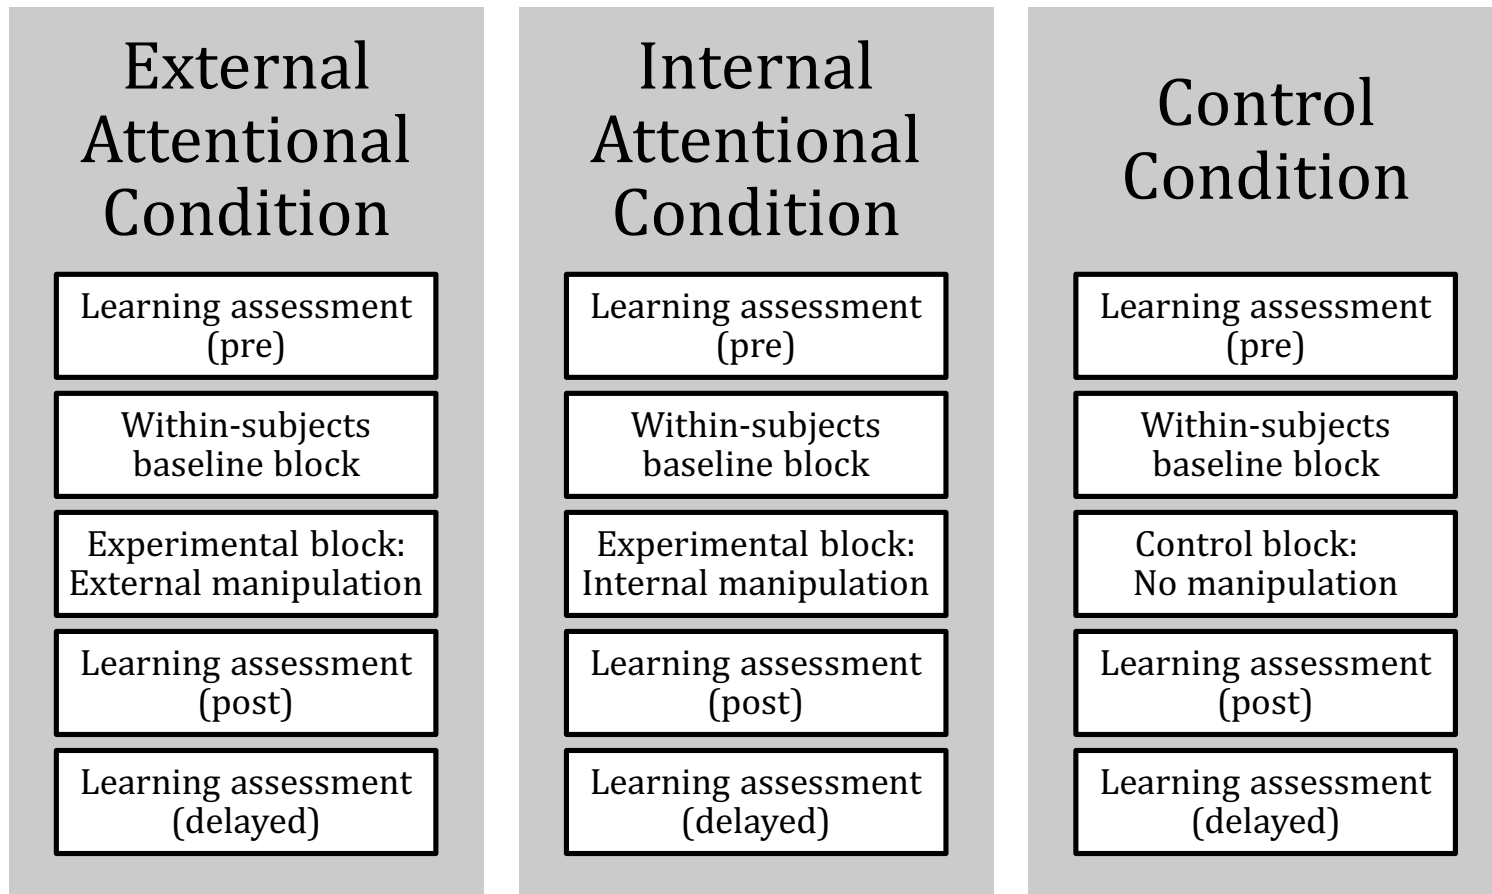 External
Attentional
Condition
Learning assessment
(pre)
Within-subjects
baseline block
Experimental block:
External manipulation
Learning assessment
(post)
Learning assessment
(delayed)
Internal
Attentional
Condition
Learning assessment
(pre)
Within-subjects
baseline block
Experimental block:
Internal manipulation
Learning assessment
(post)
Learning assessment
(delayed)
Control
Condition
Learning assessment
(pre)
Within-subjects
baseline block
Control block:
No manipulation
Learning assessment
(post)
Learning assessment
(delayed)